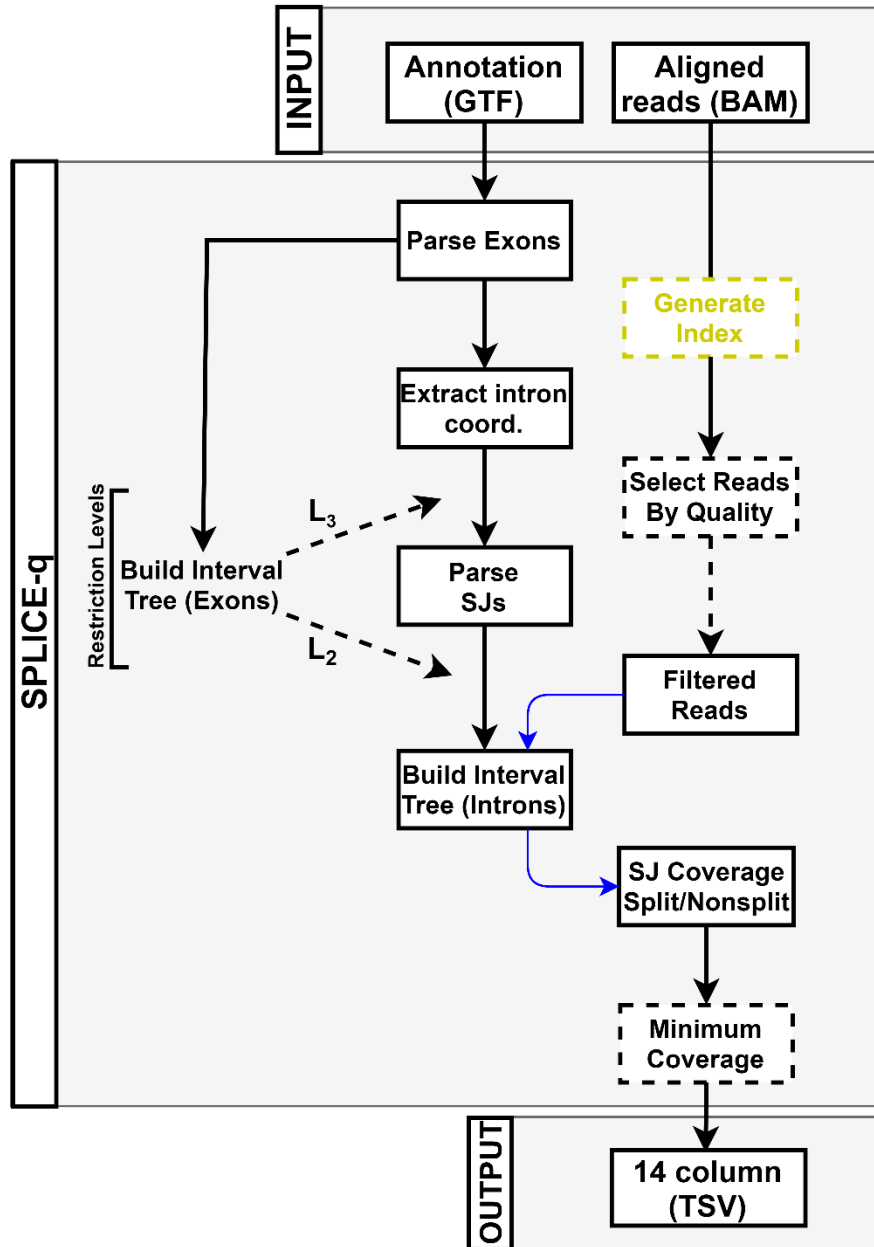 INPUT
Annotation
(GTF)
Aligned
reads (BAM)
SPLICE-q
Parse Exons
Generate
Index
Extract intron
coord.
Select Reads
By Quality
Restriction Levels
L3
Build Interval
Tree (Exons)
Parse
SJs
L2
Filtered
Reads
Build Interval
Tree (Introns)
SJ Coverage
Split/Nonsplit
Minimum
Coverage
OUTPUT
14 column
(TSV)